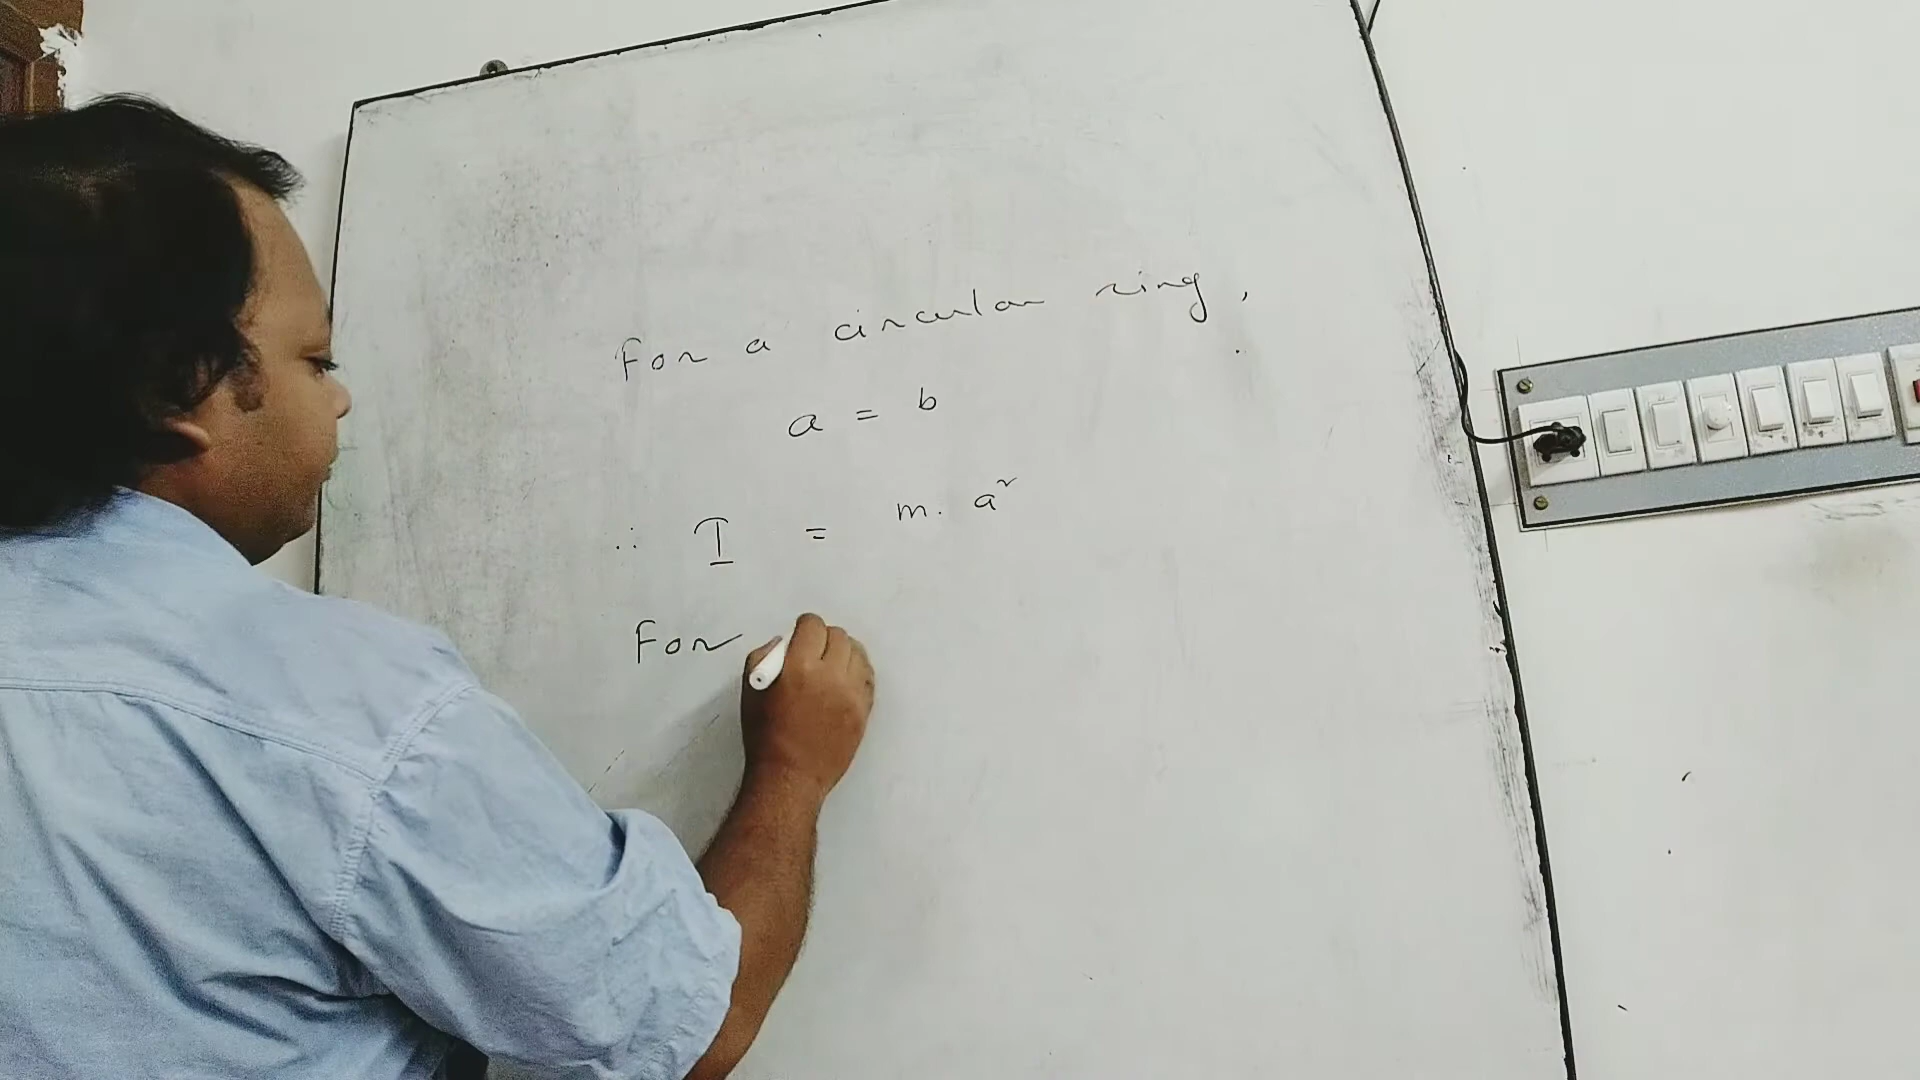 For a circular ring,
a = b
∴ I = m. a²
For